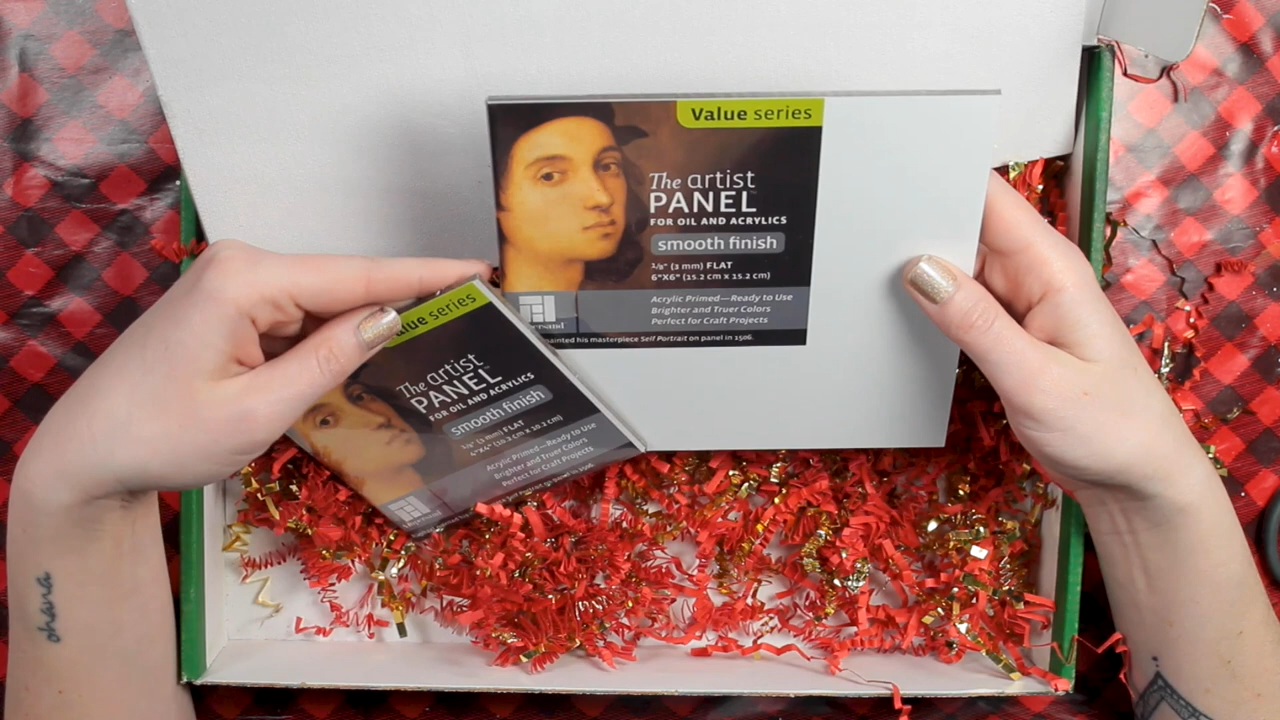 Value series
The artist
PANEL
FOR OIL AND ACRYLICS
smooth finish
1/8" (3 mm) FLAT
6"X6" (15.2 cm x 15.2 cm)
Acrylic Primed—Ready to Use
Brighter and Truer Colors
Perfect for Craft Projects
his masterpiece Self Portrait on panel in 1506.
series
The artist
PANEL
FOR OIL AND ACRYLICS
smooth finish
FLAT
Acrylic Primed—Ready to Use
Brighter and Truer Colors
Perfect for Craft Projects
ohana